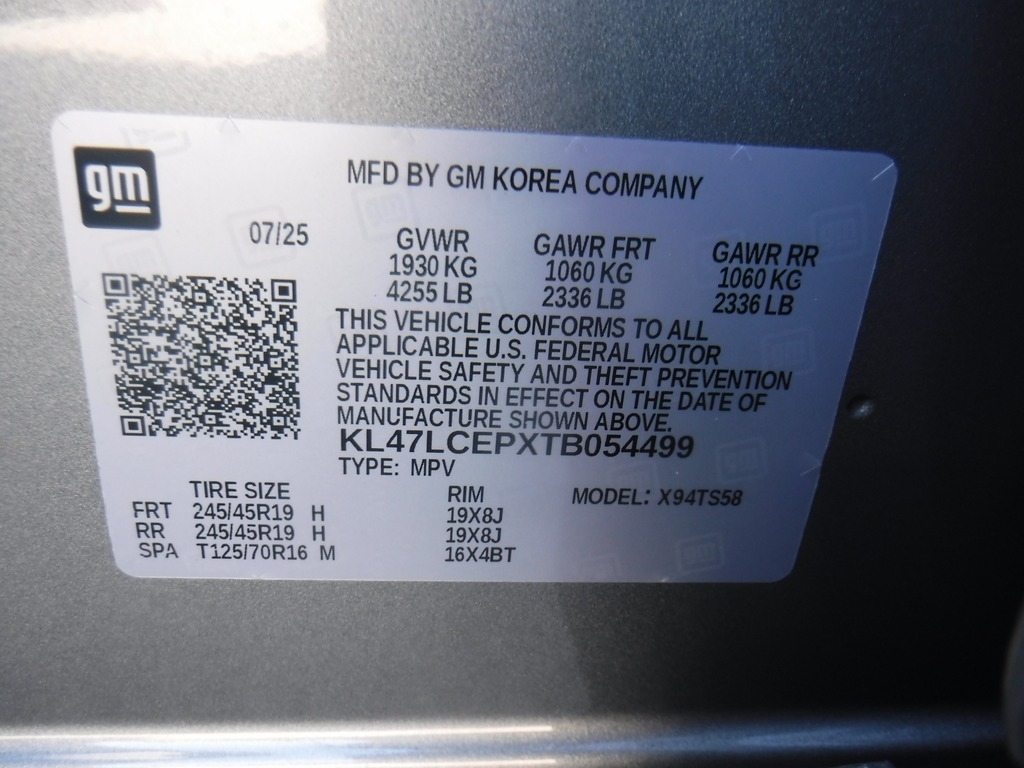 gm
MFD BY GM KOREA COMPANY
07/25
GVWR GAWR FRT GAWR RR
1930 KG 1060 KG 1060 KG
4255 LB 2336 LB 2336 LB
THIS VEHICLE CONFORMS TO ALL
APPLICABLE U.S. FEDERAL MOTOR
VEHICLE SAFETY AND THEFT PREVENTION
STANDARDS IN EFFECT ON THE DATE OF
MANUFACTURE SHOWN ABOVE.
KL47LCEPXTB054499
TYPE: MPV
TIRE SIZE RIM MODEL: X94TS58
FRT 245/45R19 H 19X8J
RR 245/45R19 H 19X8J
SPA T125/70R16 M 16X4BT